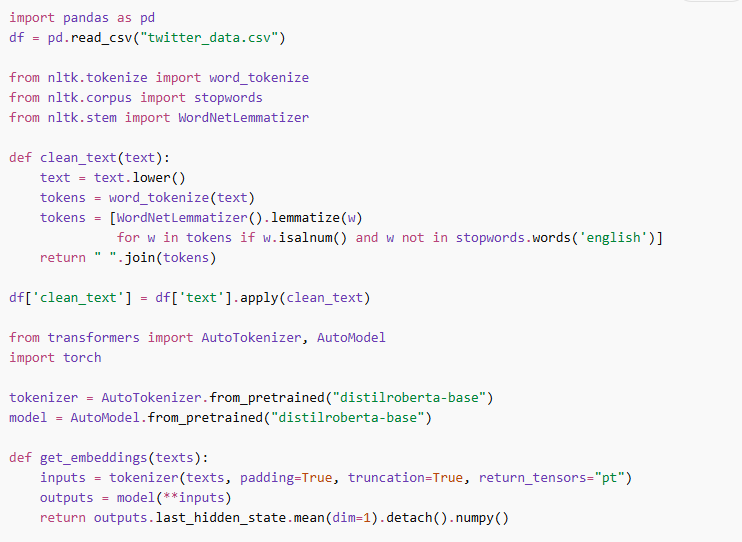 import pandas as pd
df = pd.read_csv("twitter_data.csv")
from nltk.tokenize import word_tokenize
from nltk.corpus import stopwords
from nltk.stem import WordNetLemmatizer
def clean_text(text):
    text = text.lower()
    tokens = word_tokenize(text)
    tokens = [WordNetLemmatizer().lemmatize(w)
              for w in tokens if w.isalnum() and w not in stopwords.words('english')]
    return " ".join(tokens)
df['clean_text'] = df['text'].apply(clean_text)
from transformers import AutoTokenizer, AutoModel
import torch
tokenizer = AutoTokenizer.from_pretrained("distilroberta-base")
model = AutoModel.from_pretrained("distilroberta-base")
def get_embeddings(texts):
    inputs = tokenizer(texts, padding=True, truncation=True, return_tensors="pt")
    outputs = model(**inputs)
    return outputs.last_hidden_state.mean(dim=1).detach().numpy()